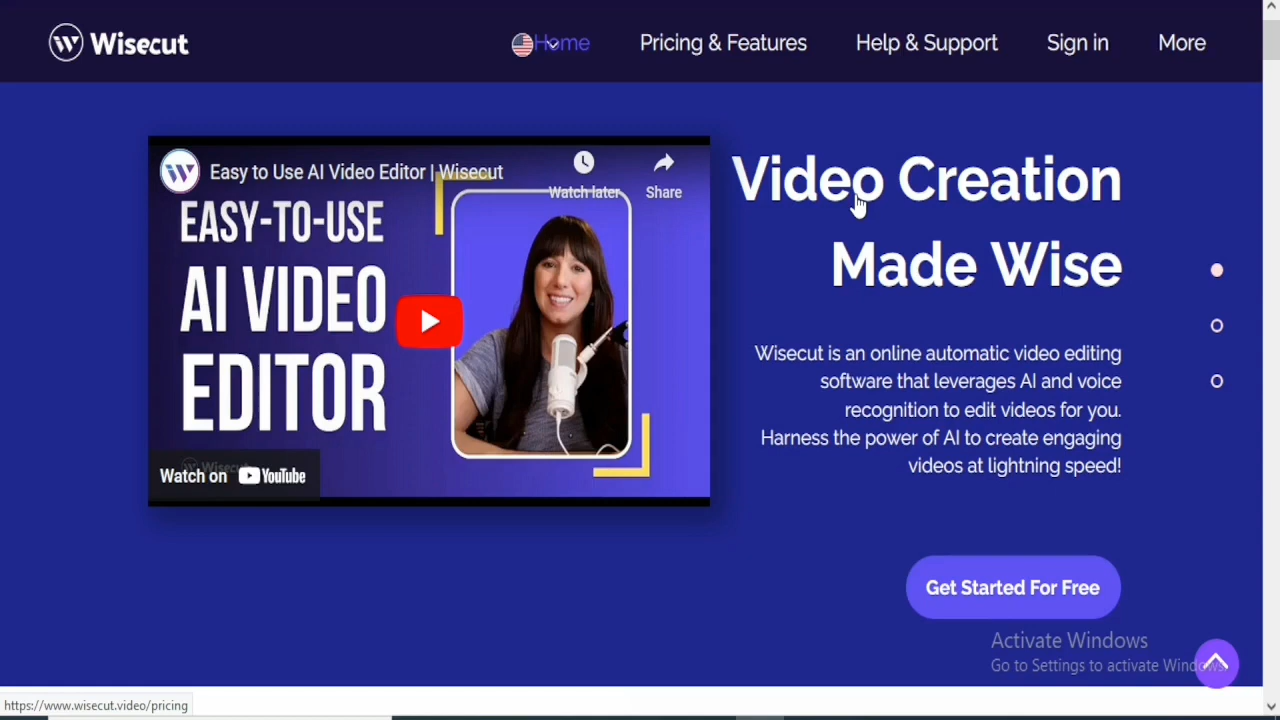 Wisecut
Home
Pricing & Features
Help & Support
Sign in
More
Easy to Use AI Video Editor | Wisecut
Watch later
Share
EASY-TO-USE
AI VIDEO
EDITOR
Wisecut
Watch on YouTube
Video Creation
Made Wise
Wisecut is an online automatic video editing
software that leverages AI and voice
recognition to edit videos for you.
Harness the power of AI to create engaging
videos at lightning speed!
Get Started For Free
Activate Windows
Go to Settings to activate Windows.
https://www.wisecut.video/pricing